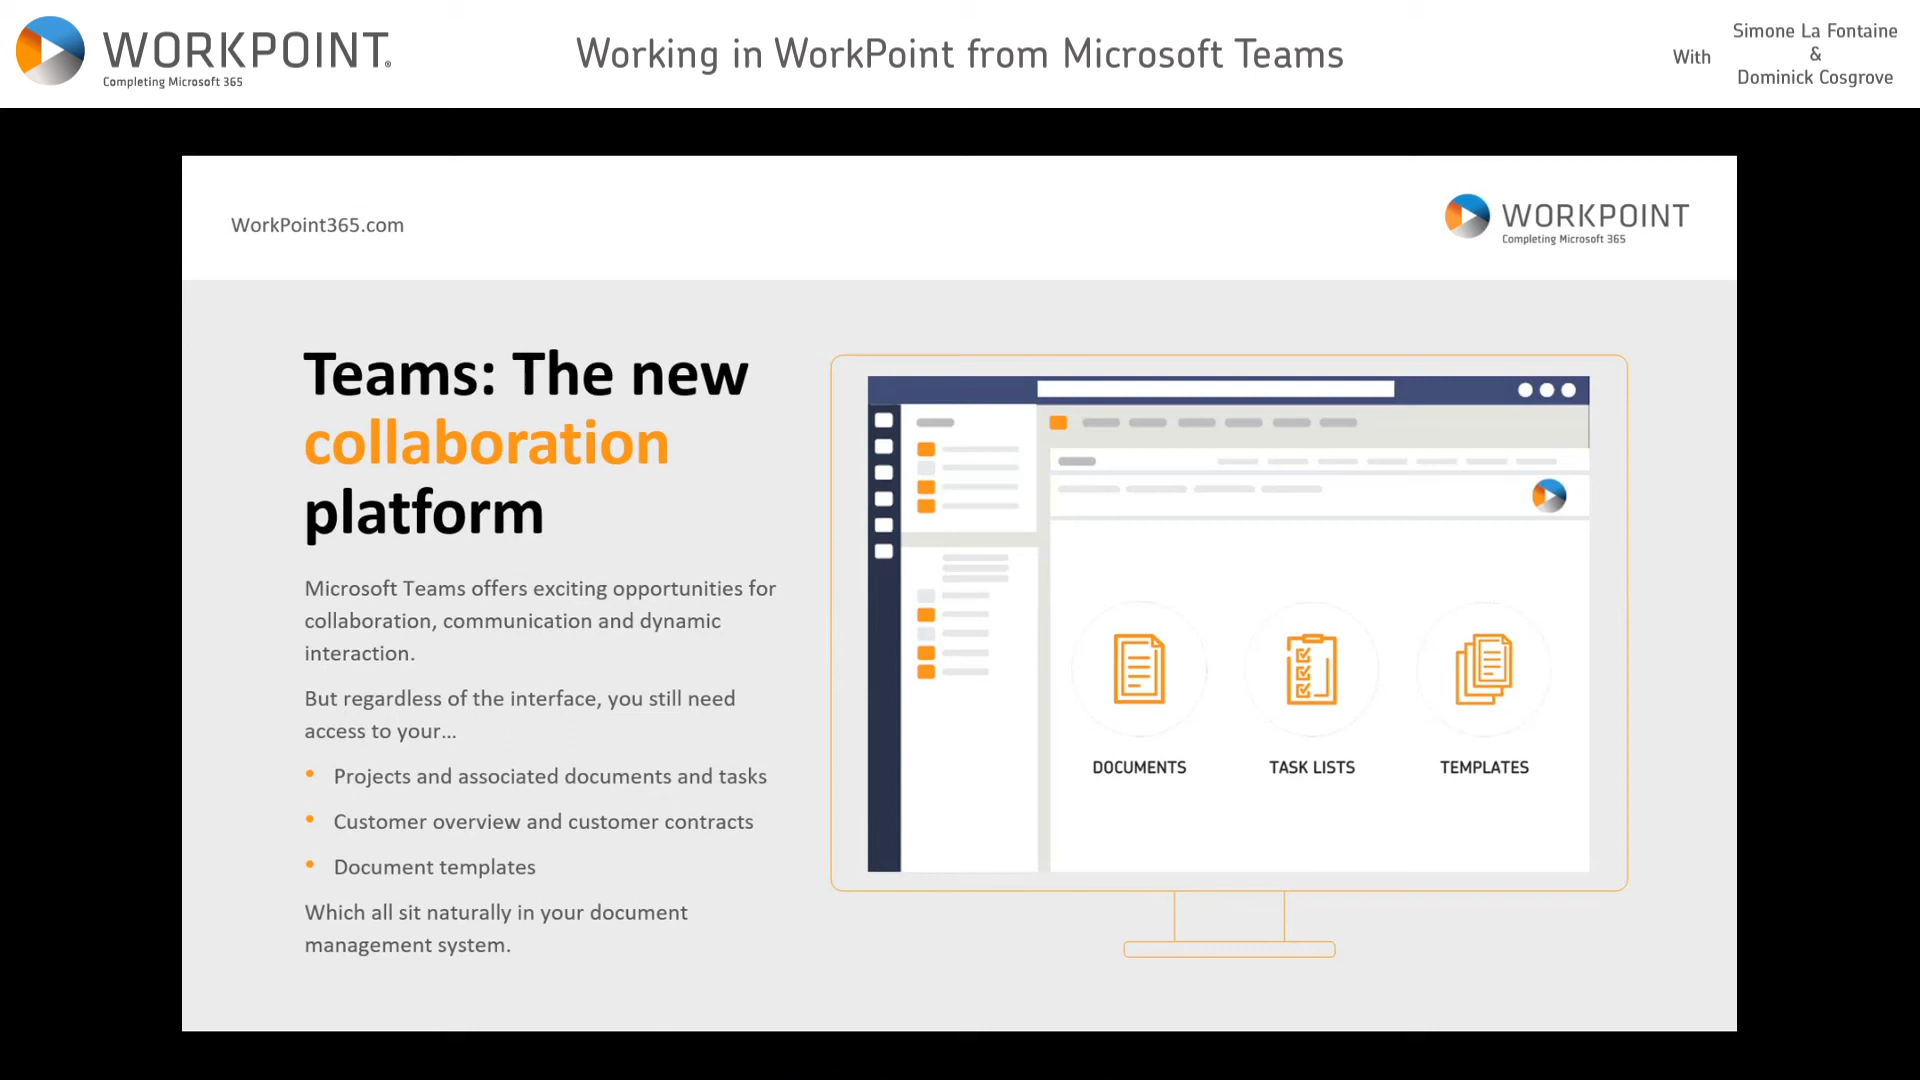 WORKPOINT®
Completing Microsoft 365
Working in WorkPoint from Microsoft Teams
With
Simone La Fontaine
&
Dominick Cosgrove
WorkPoint365.com
WORKPOINT
Completing Microsoft 365
Teams: The new
collaboration
platform
Microsoft Teams offers exciting opportunities for
collaboration, communication and dynamic
interaction.
But regardless of the interface, you still need
access to your...
• Projects and associated documents and tasks
• Customer overview and customer contracts
• Document templates
Which all sit naturally in your document
management system.
DOCUMENTS
TASK LISTS
TEMPLATES